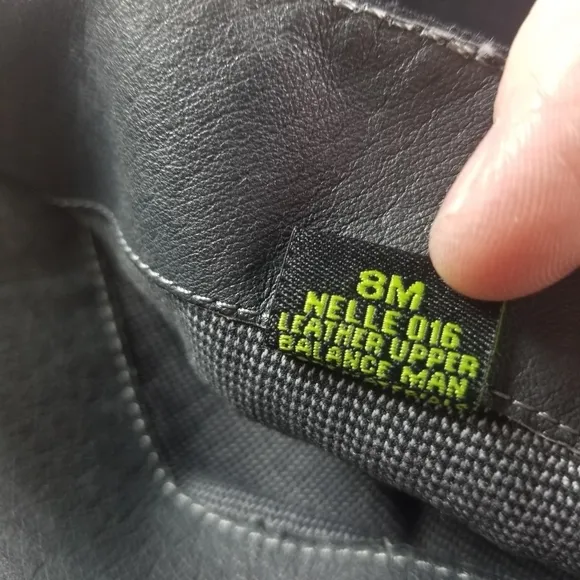 8M
NELLE 016
LEATHER UPPER
BALANCE MAN